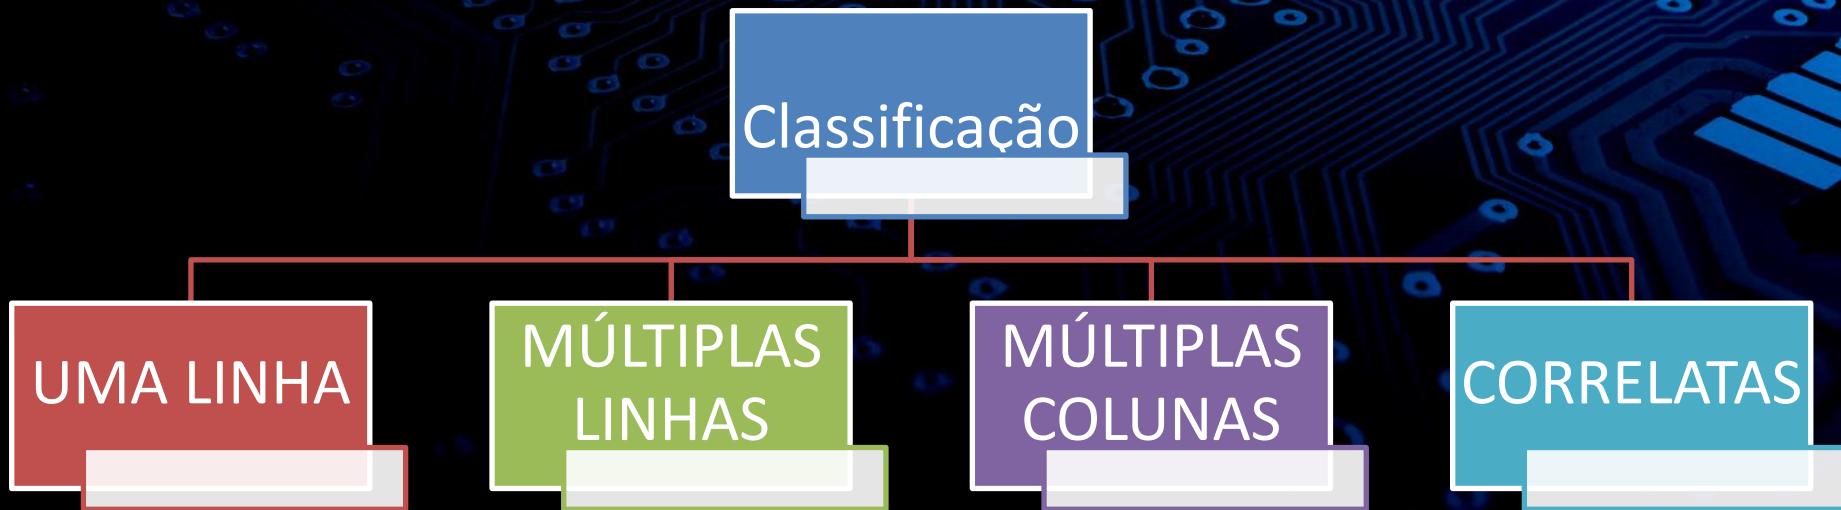 Classificação
UMA LINHA
MÚLTIPLAS
LINHAS
MÚLTIPLAS
COLUNAS
CORRELATAS